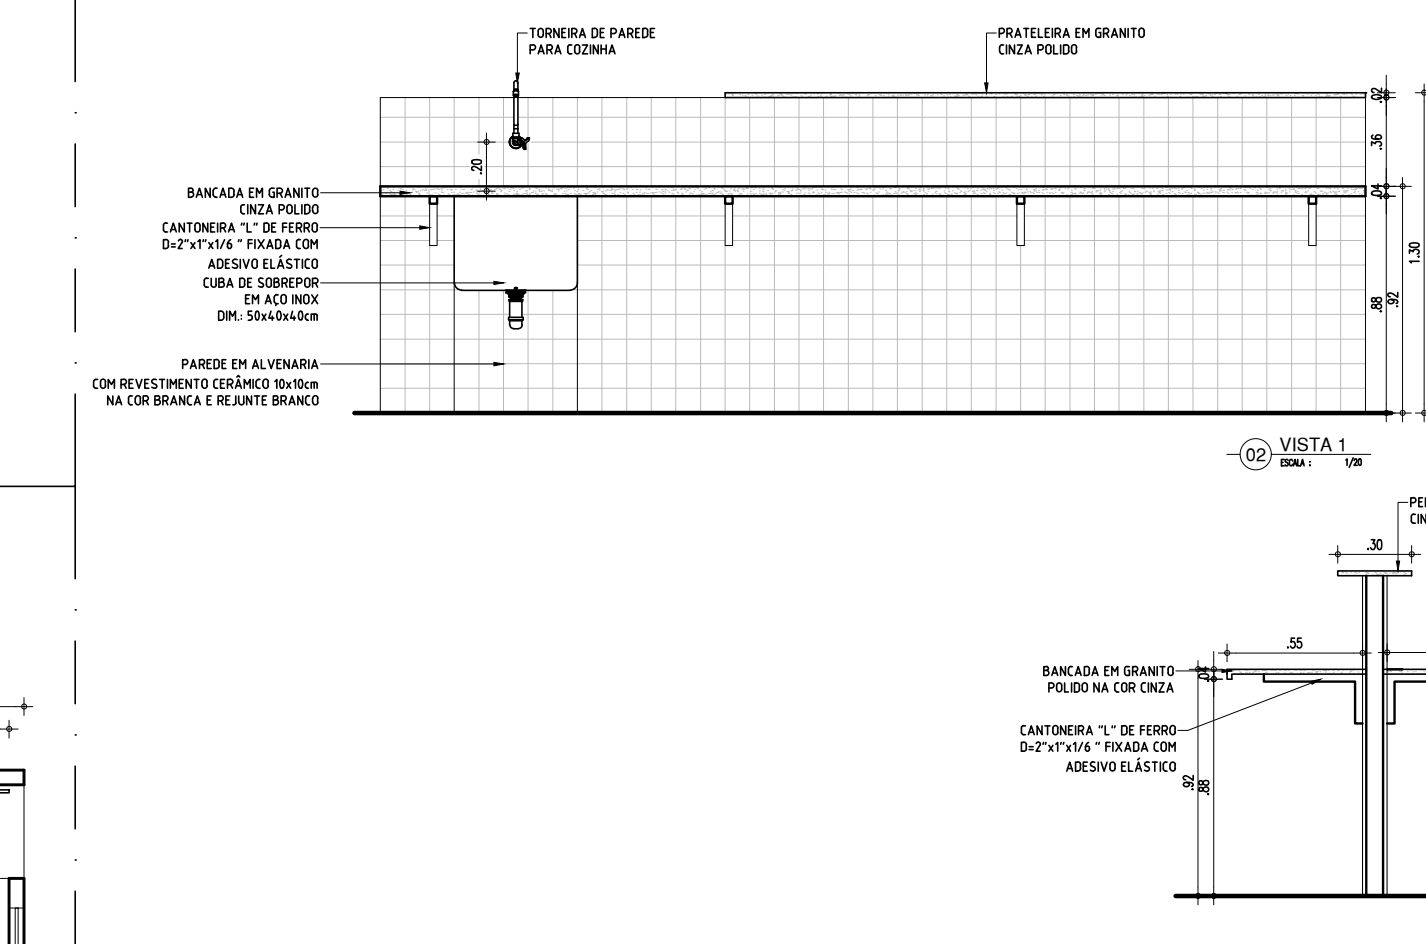 TORNEIRA DE PAREDE
PARA COZINHA
PRATELEIRA EM GRANITO
CINZA POLIDO
.02
.36
.20
.04
BANCADA EM GRANITO
CINZA POLIDO
CANTONEIRA "L" DE FERRO
D=2"x1"x1/6 " FIXADA COM
ADESIVO ELÁSTICO
CUBA DE SOBREPOR
EM AÇO INOX
DIM.: 50x40x40cm
1.30
.88
.92
PAREDE EM ALVENARIA
COM REVESTIMENTO CERÂMICO 10x10cm
NA COR BRANCA E REJUNTE BRANCO
02
VISTA 1
ESCALA : 1/20
CIN
.30
.55
BANCADA EM GRANITO
POLIDO NA COR CINZA
.04
CANTONEIRA "L" DE FERRO
D=2"x1"x1/6 " FIXADA COM
ADESIVO ELÁSTICO
.92
.88